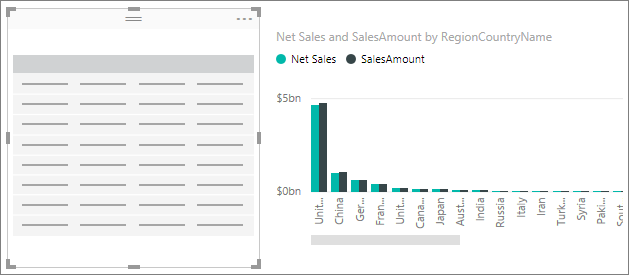 Net Sales and SalesAmount by RegionCountryName
Net Sales SalesAmount
$5bn
$0bn
Unit...
China
Ger...
Fran...
Unit...
Cana...
Japan
Aust...
India
Russia
Italy
Iran
Turk...
Syria
Paki...